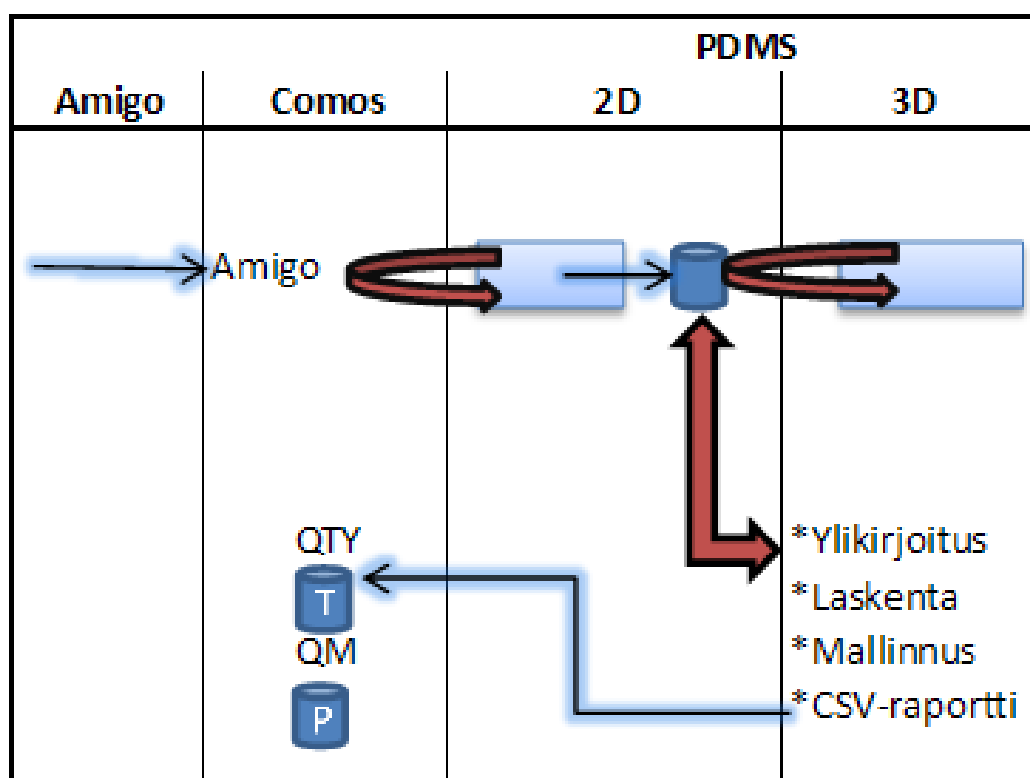 PDMS
Amigo Comos 2D 3D
Amigo
QTY
T
QM
P
*Ylikirjoitus
*Laskenta
*Mallinnus
*CSV-raportti